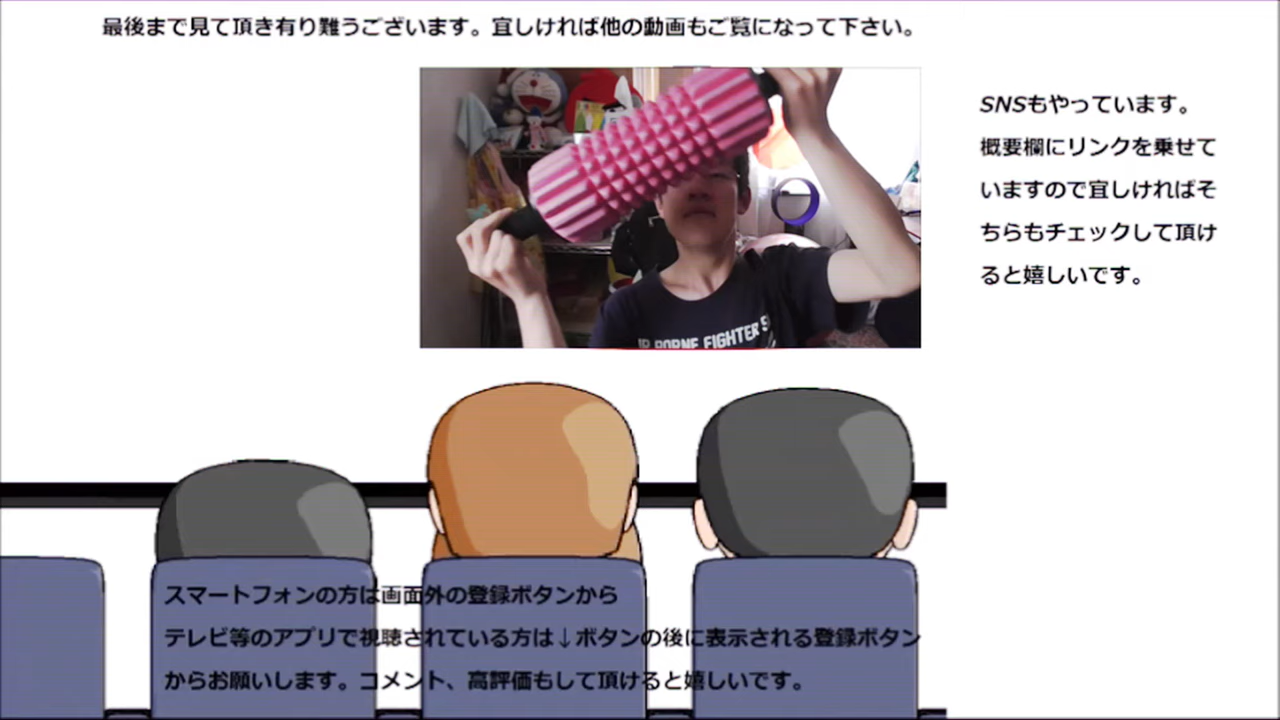 最後まで見て頂き有り難うございます。宜しければ他の動画もご覧になって下さい。
SNSもやっています。
概要欄にリンクを乗せて
いますので宜しければそ
ちらもチェックして頂け
ると嬉しいです。
FIGHTER
スマートフォンの方は画面外の登録ボタンから
テレビ等のアプリで視聴されている方は↓ボタンの後に表示される登録ボタン
からお願いします。コメント、高評価もして頂けると嬉しいです。